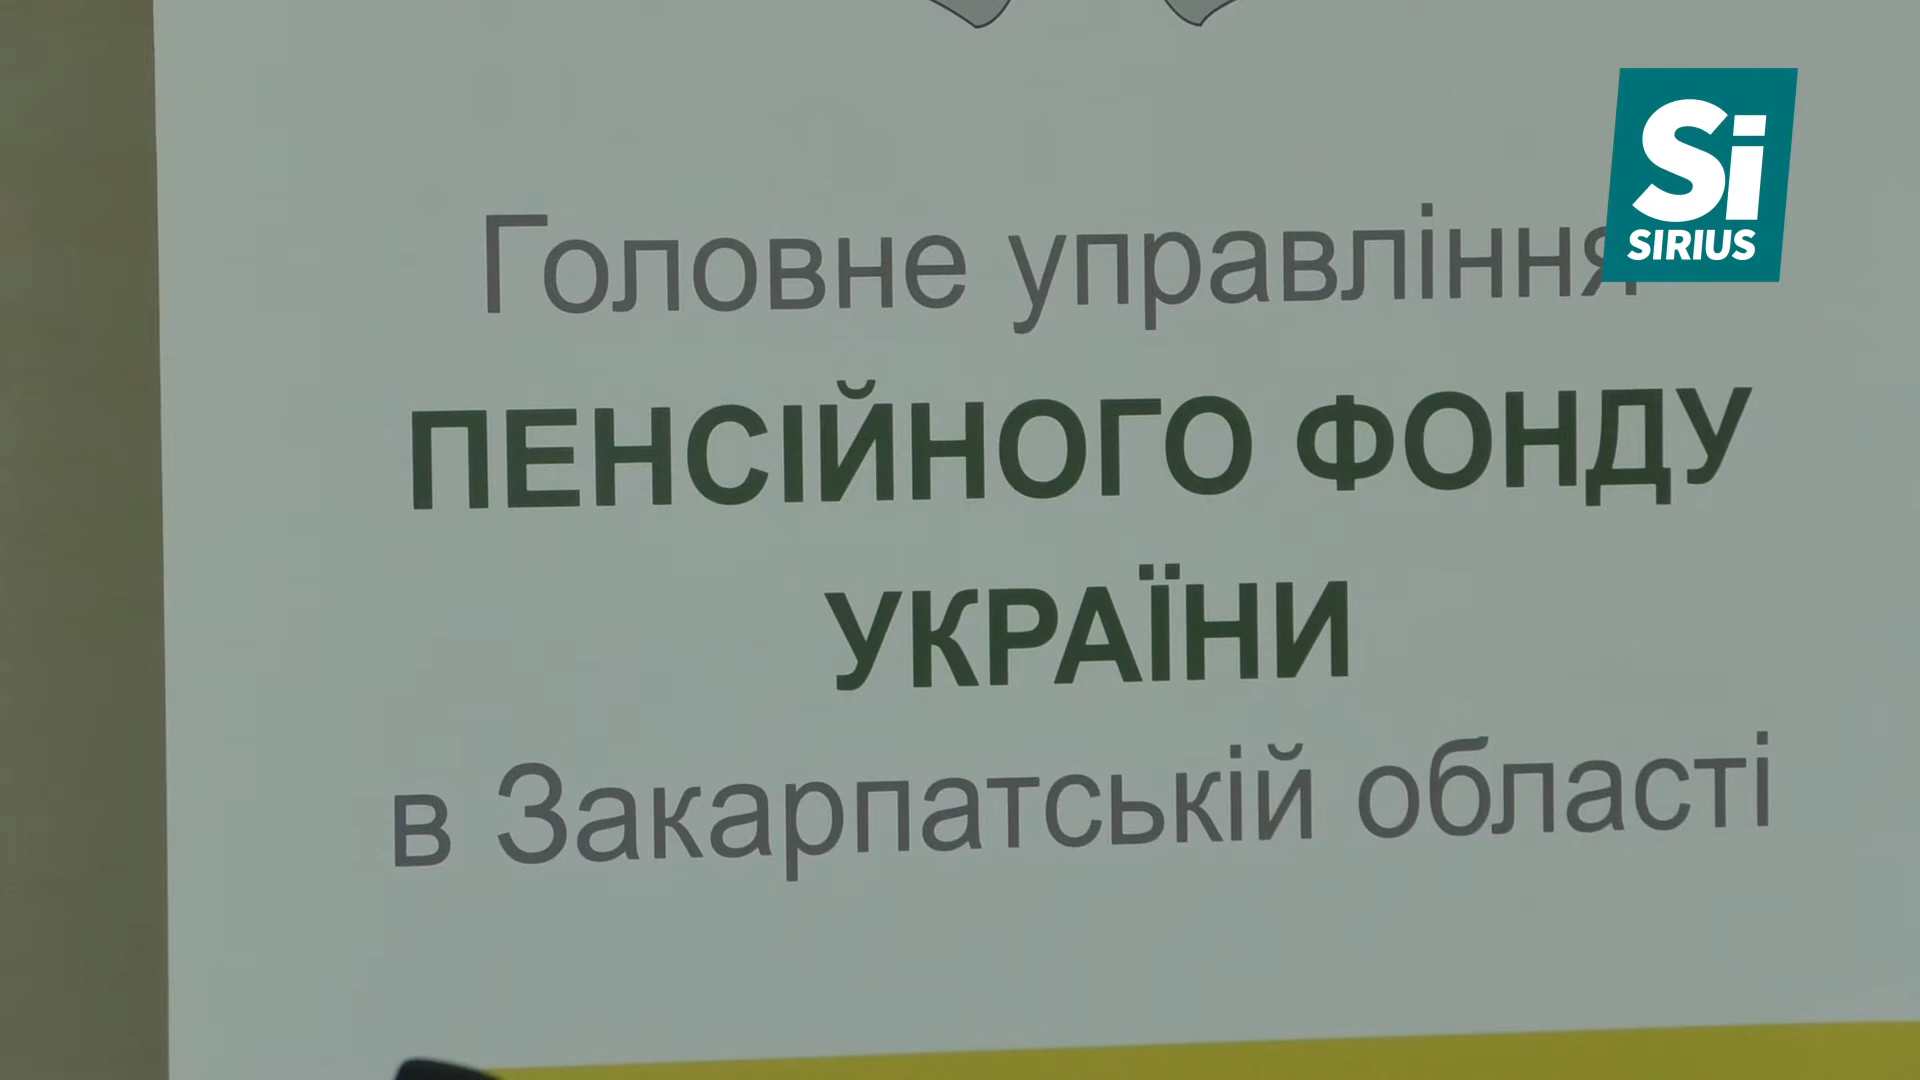 Si
SIRIUS
Головне управління
ПЕНСІЙНОГО ФОНДУ
УКРАЇНИ
в Закарпатській області